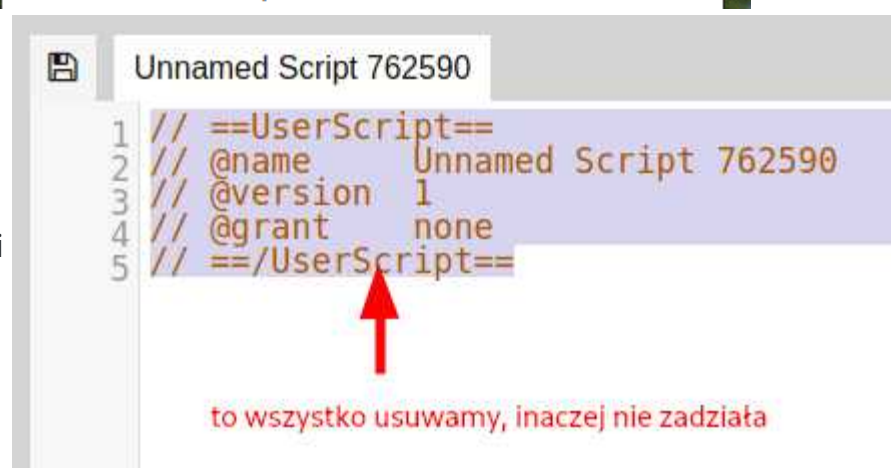 Unnamed Script 762590
1 // ==UserScript==
2 // @name Unnamed Script 762590
3 // @version 1
4 // @grant none
5 // ==/UserScript==
i
to wszystko usuwamy, inaczej nie zadziała